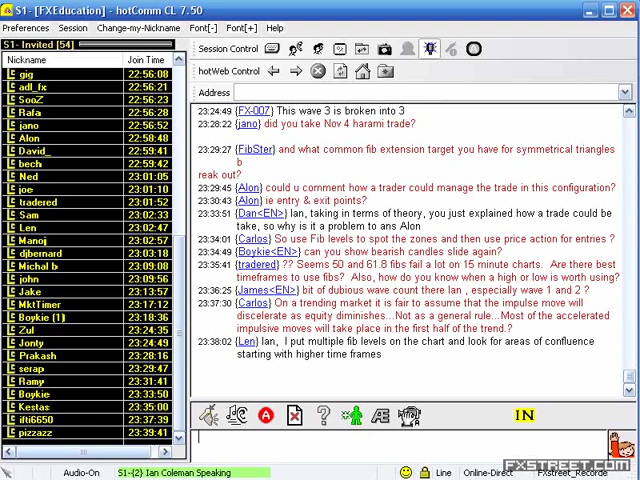 S1- [FXEducation] - hotComm CL 7.50
Preferences Session Change-my-Nickname Font[-] Font[+] Help
S1- Invited [54]
Session Control
Nickname Join Time
hotWeb Control
Address
gig 22:56:08
adl_fx 22:56:21
SooZ 22:56:23
Rafa 22:56:28
jano 22:56:52
Alon 22:58:48
David_ 22:59:41
bech 22:59:42
Ned 23:01:05
joe 23:01:10
tradered 23:01:52
Sam 23:02:33
Len 23:02:47
Manoj 23:02:57
djbernard 23:03:18
Michal b 23:03:08
john 23:09:56
Jake 23:13:57
MktTimer 23:17:12
Boykie (1) 23:18:36
Zul 23:24:35
Jonty 23:24:49
Prakash 23:28:16
serap 23:29:47
Ramy 23:31:41
Boykie 23:33:50
Kestas 23:35:00
ifti6650 23:37:39
pizzazz 23:39:41
23:24:49 {FX-007} This wave 3 is broken into 3
23:28:22 {jano} did you take Nov 4 harami trade?
23:29:27 {FibSter} and what common fib extension target you have for symmetrical triangles
b
reak out?
23:29:45 {Alon} could u comment how a trader could manage the trade in this configuration?
23:30:43 {Alon} ie entry & exit points?
23:33:51 {Dan<EN>} Ian, taking in terms of theory, you just explained how a trade could be
take, so why is it a problem to ans Alon
23:34:01 {Carlos} So use Fib levels to spot the zones and then use price action for entries ?
23:34:49 {Boykie<EN>} can you show bearish candles slide again?
23:35:41 {tradered} ?? Seems 50 and 61.8 fibs fail a lot on 15 minute charts. Are there best
timeframes to use fibs? Also, how do you know when a high or low is worth using?
23:36:25 {James<EN>} bit of dubious wave count there Ian , especially wave 1 and 2 ?
23:37:30 {Carlos} On a trending market it is fair to assume that the impulse move will
discelerate as equity diminishes...Not as a general rule...Most of the accelerated
impulsive moves will take place in the first half of the trend.?
23:38:02 {Len} Ian, I put multiple fib levels on the chart and look for areas of confluence
starting with higher time frames
IN
Audio-On S1-{2} Ian Coleman Speaking Line Online-Direct Fxstreet_Recorde
FXSTREET.COM